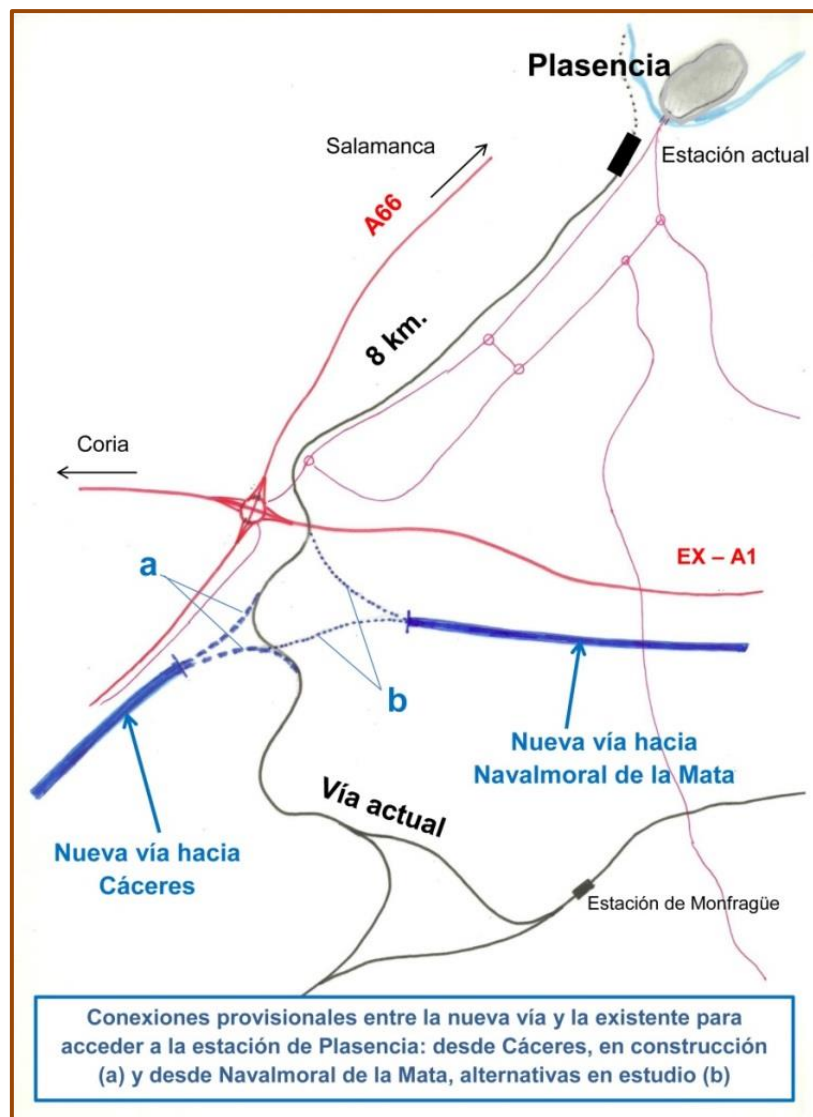 Plasencia
Salamanca
Estación actual
A66
8 km.
Coria
EX – A1
a
b
Nueva vía hacia
Navalmoral de la Mata
Vía actual
Nueva vía hacia
Cáceres
Estación de Monfragüe
Conexiones provisionales entre la nueva vía y la existente para
acceder a la estación de Plasencia: desde Cáceres, en construcción
(a) y desde Navalmoral de la Mata, alternativas en estudio (b)